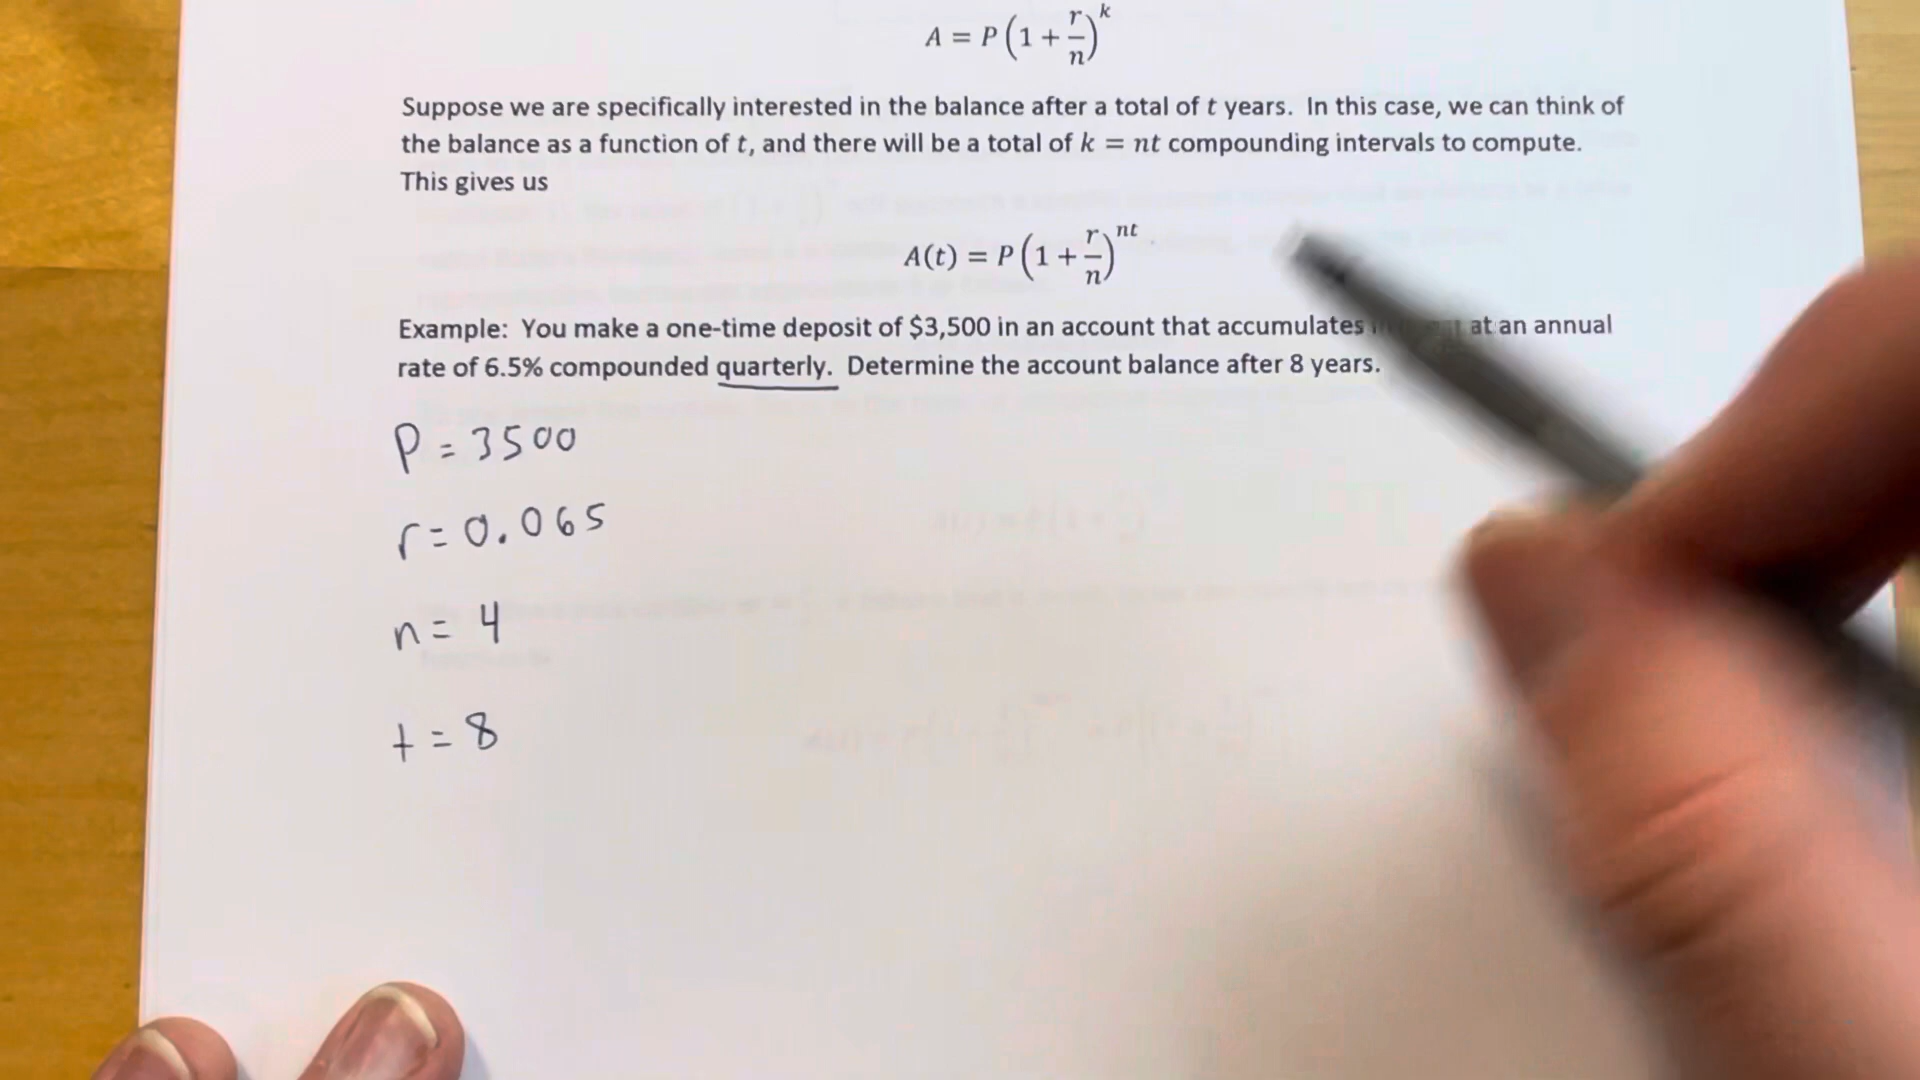 A = P(1 + r/n)^k
Suppose we are specifically interested in the balance after a total of t years. In this case, we can think of
the balance as a function of t, and there will be a total of k = nt compounding intervals to compute.
This gives us
A(t) = P(1 + r/n)^nt
Example: You make a one-time deposit of $3,500 in an account that accumulates at an annual
rate of 6.5% compounded quarterly. Determine the account balance after 8 years.
P = 3500
r = 0.065
n = 4
t = 8